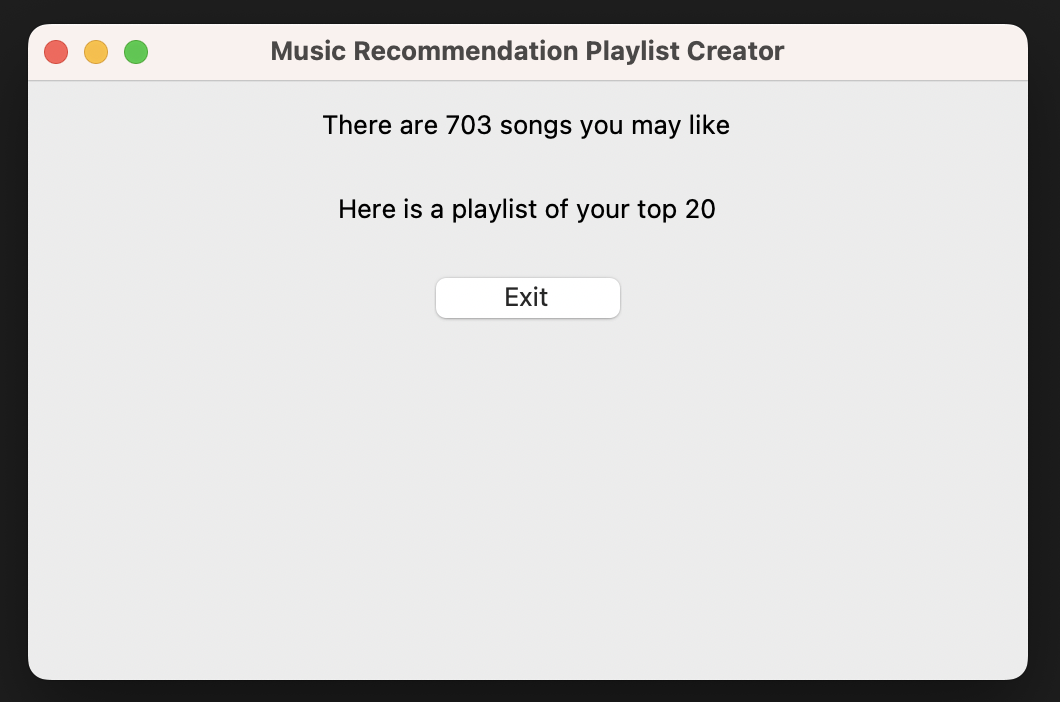 Music Recommendation Playlist Creator
There are 703 songs you may like
Here is a playlist of your top 20
Exit